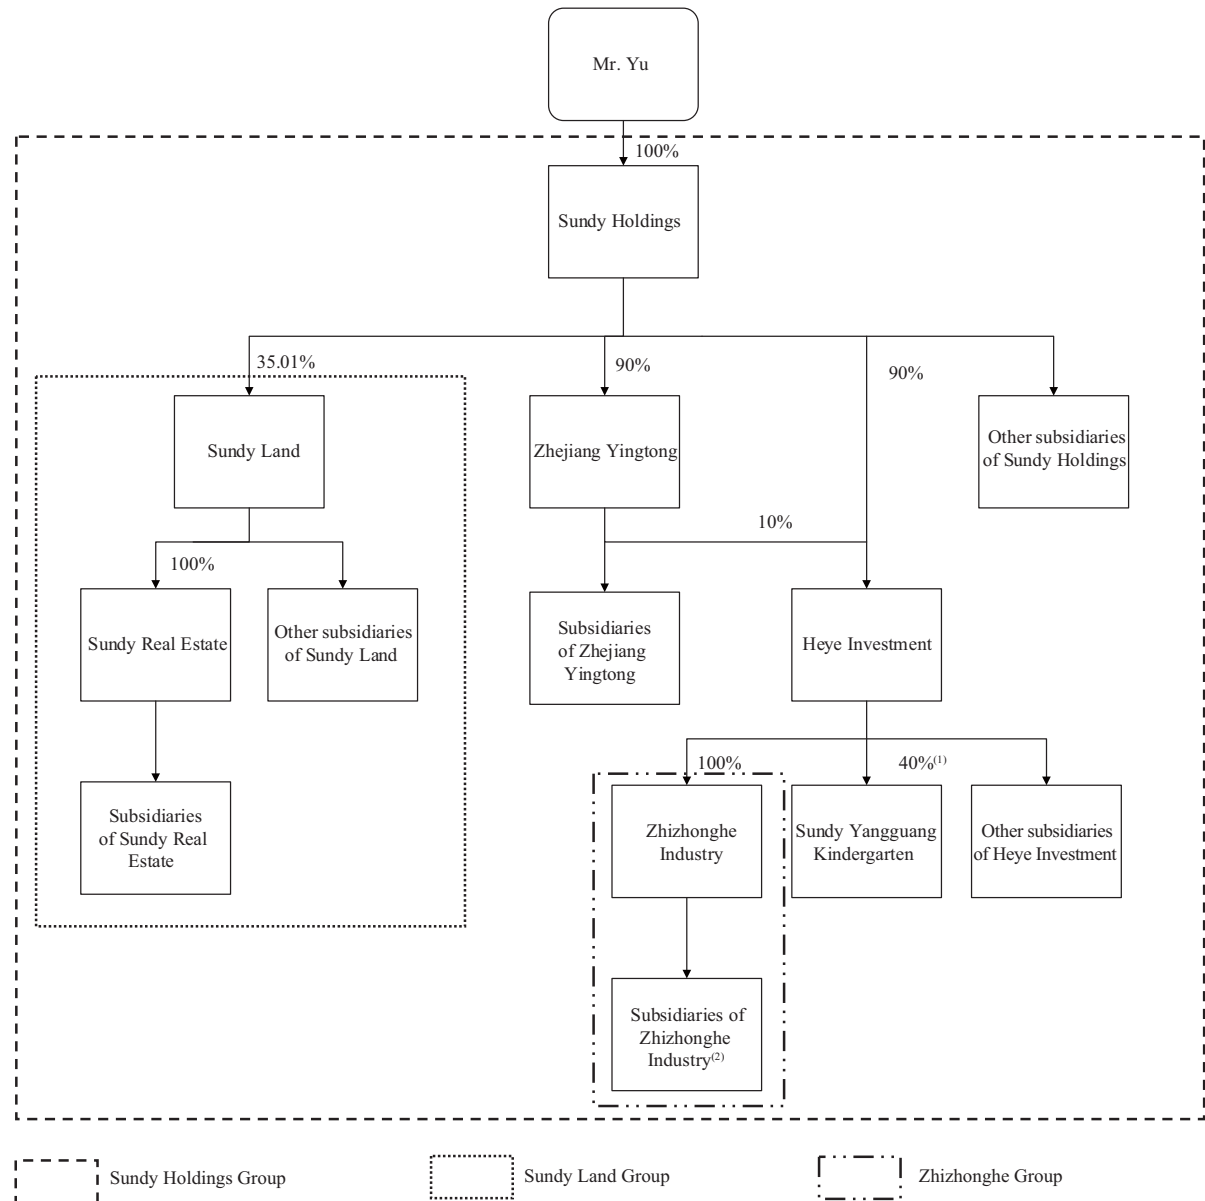 Mr. Yu
100%
Sundy Holdings
35.01%
90%
90%
Sundy Land
Zhejiang Yingtong
Other subsidiaries
of Sundy Holdings
10%
100%
Sundy Real Estate
Other subsidiaries
of Sundy Land
Subsidiaries
of Zhejiang
Yingtong
Heye Investment
100%
40%(1)
Subsidiaries
of Sundy Real
Estate
Zhizhonghe
Industry
Sundy Yangguang
Kindergarten
Other subsidiaries
of Heye Investment
Subsidiaries of
Zhizhonghe
Industry(2)
Sundy Holdings Group
Sundy Land Group
Zhizhonghe Group